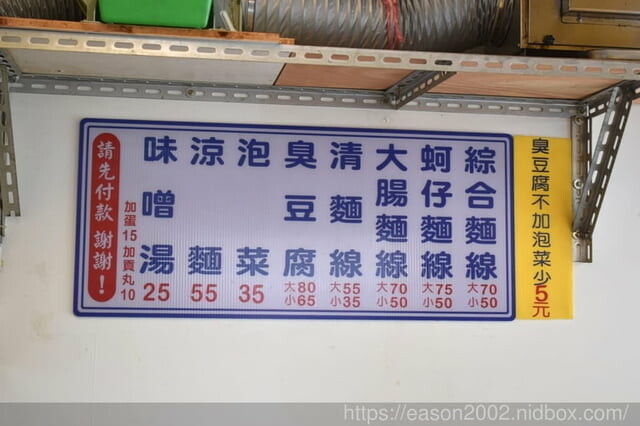 臭豆腐不加泡菜少5元
綜合麵線 大70 小50
蚵仔麵線 大75 小50
大腸麵線 大70 小50
清麵線 大55 小35
臭豆腐 大80 小65
泡菜 35
涼麵 55
味噌湯 25
加蛋15加貢丸10
請先付款 謝謝!
https://eason2002.nidbox.com/